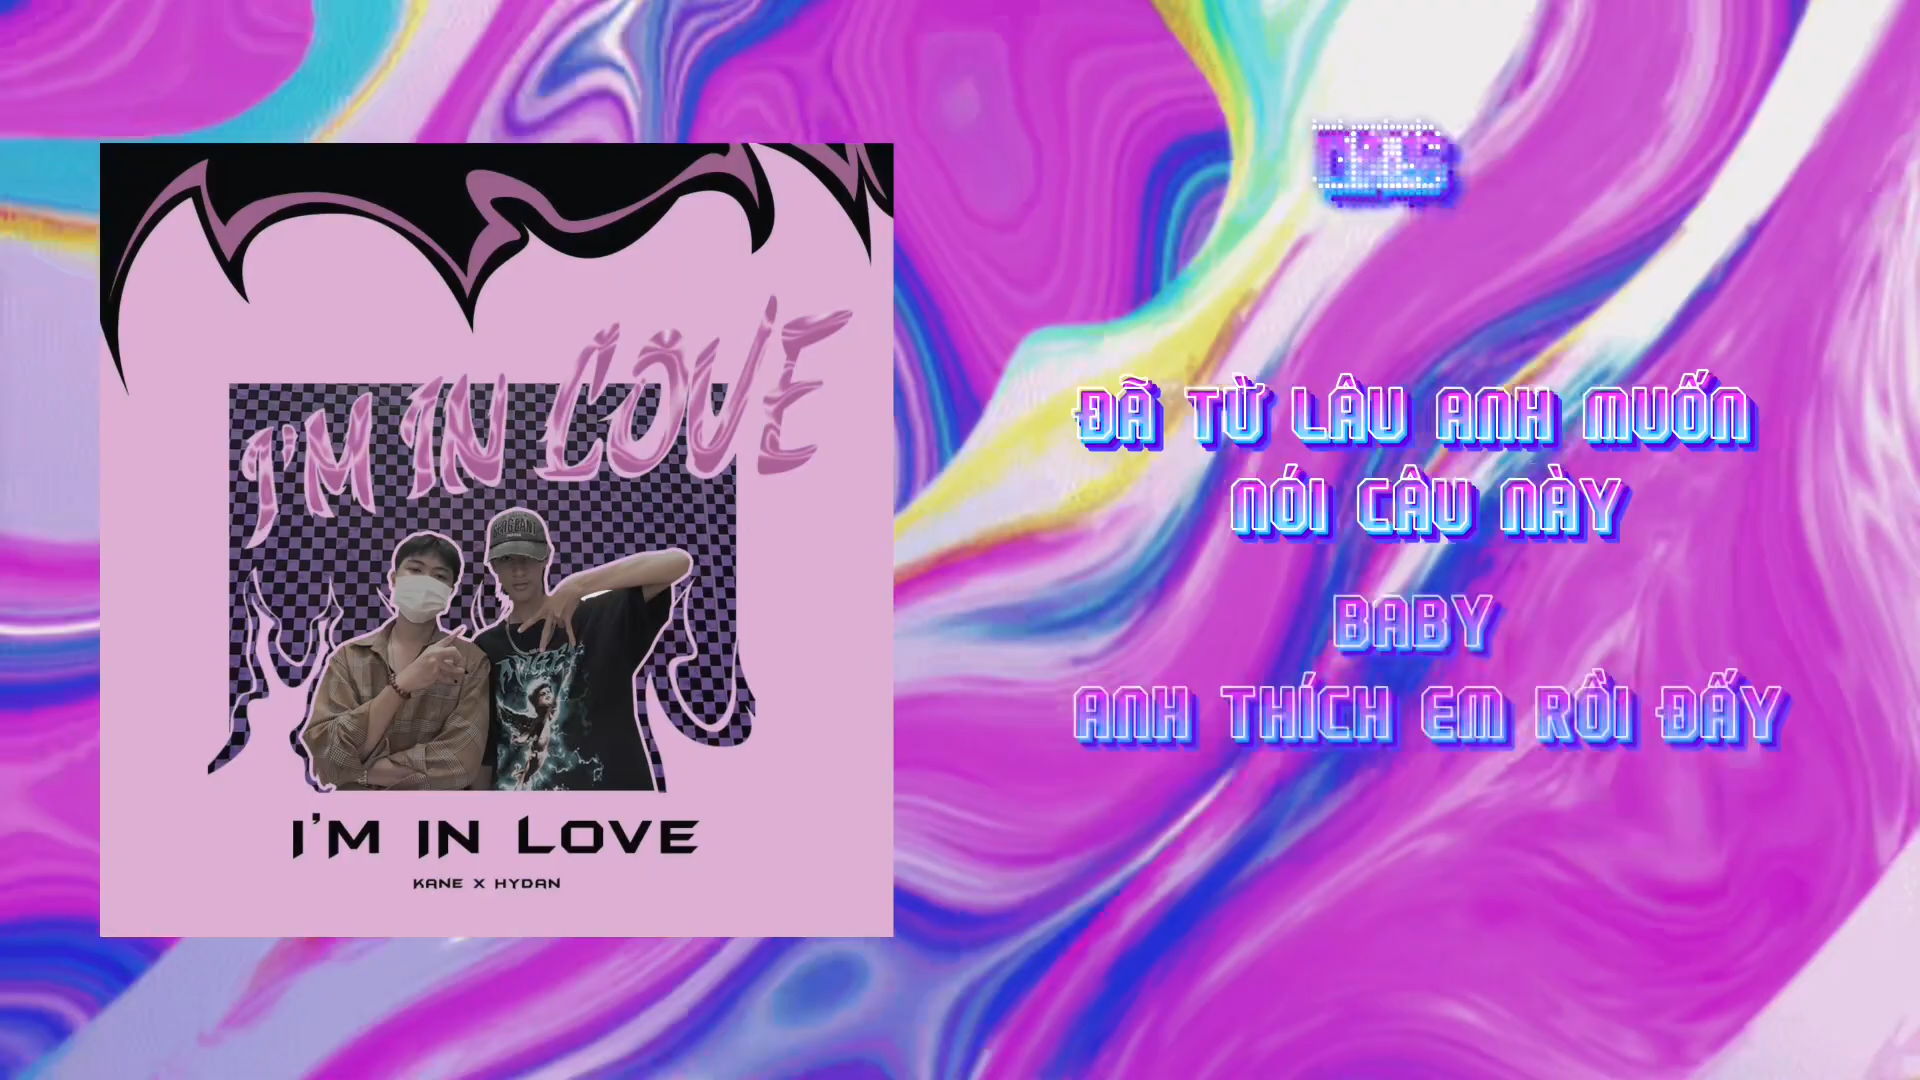 I'M IN LOVE
I'M IN LOVE
KANE X HYDAN
ĐÃ TỪ LÂU ANH MUỐN
NÓI CÂU NÀY
BABY
ANH THÍCH EM RỒI ĐẤY